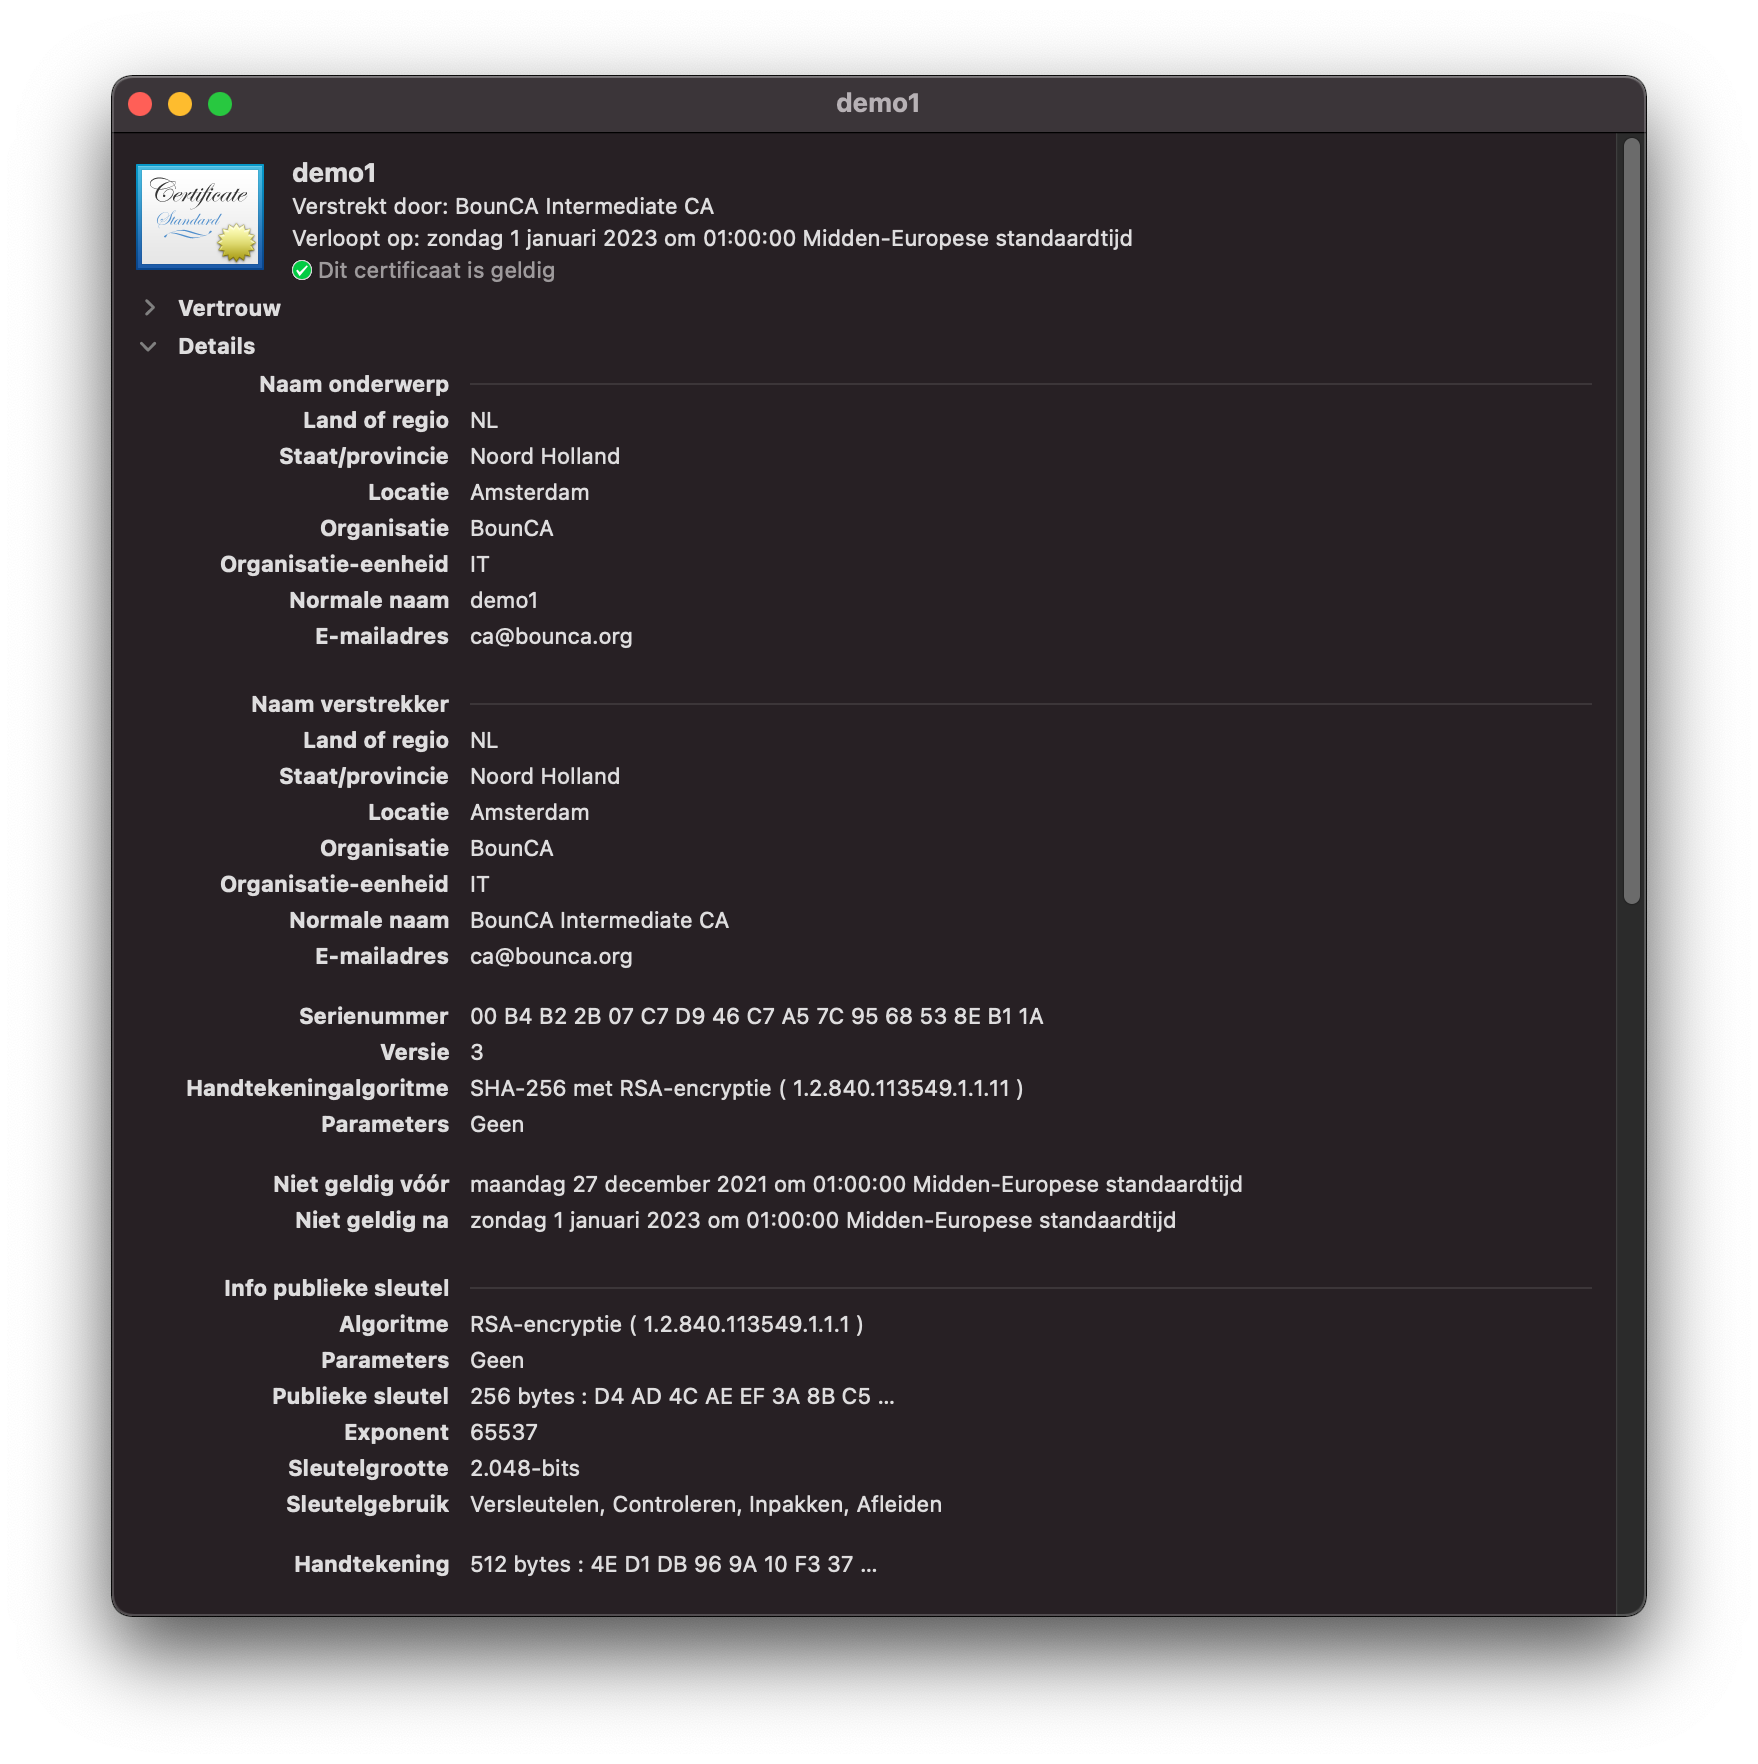 demo1
Certificate
Standard
demo1
Verstrekt door: BounCA Intermediate CA
Verloopt op: zondag 1 januari 2023 om 01:00:00 Midden-Europese standaardtijd
Dit certificaat is geldig
Vertrouw
Details
Naam onderwerp
Land of regio NL
Staat/provincie Noord Holland
Locatie Amsterdam
Organisatie BounCA
Organisatie-eenheid IT
Normale naam demo1
E-mailadres ca@bounca.org
Naam verstrekker
Land of regio NL
Staat/provincie Noord Holland
Locatie Amsterdam
Organisatie BounCA
Organisatie-eenheid IT
Normale naam BounCA Intermediate CA
E-mailadres ca@bounca.org
Serienummer 00 B4 B2 2B 07 C7 D9 46 C7 A5 7C 95 68 53 8E B1 1A
Versie 3
Handtekeningalgoritme SHA-256 met RSA-encryptie ( 1.2.840.113549.1.1.11 )
Parameters Geen
Niet geldig vóór maandag 27 december 2021 om 01:00:00 Midden-Europese standaardtijd
Niet geldig na zondag 1 januari 2023 om 01:00:00 Midden-Europese standaardtijd
Info publieke sleutel
Algoritme RSA-encryptie ( 1.2.840.113549.1.1.1 )
Parameters Geen
Publieke sleutel 256 bytes : D4 AD 4C AE EF 3A 8B C5 ...
Exponent 65537
Sleutelgrootte 2.048-bits
Sleutelgebruik Versleutelen, Controleren, Inpakken, Afleiden
Handtekening 512 bytes : 4E D1 DB 96 9A 10 F3 37 ...